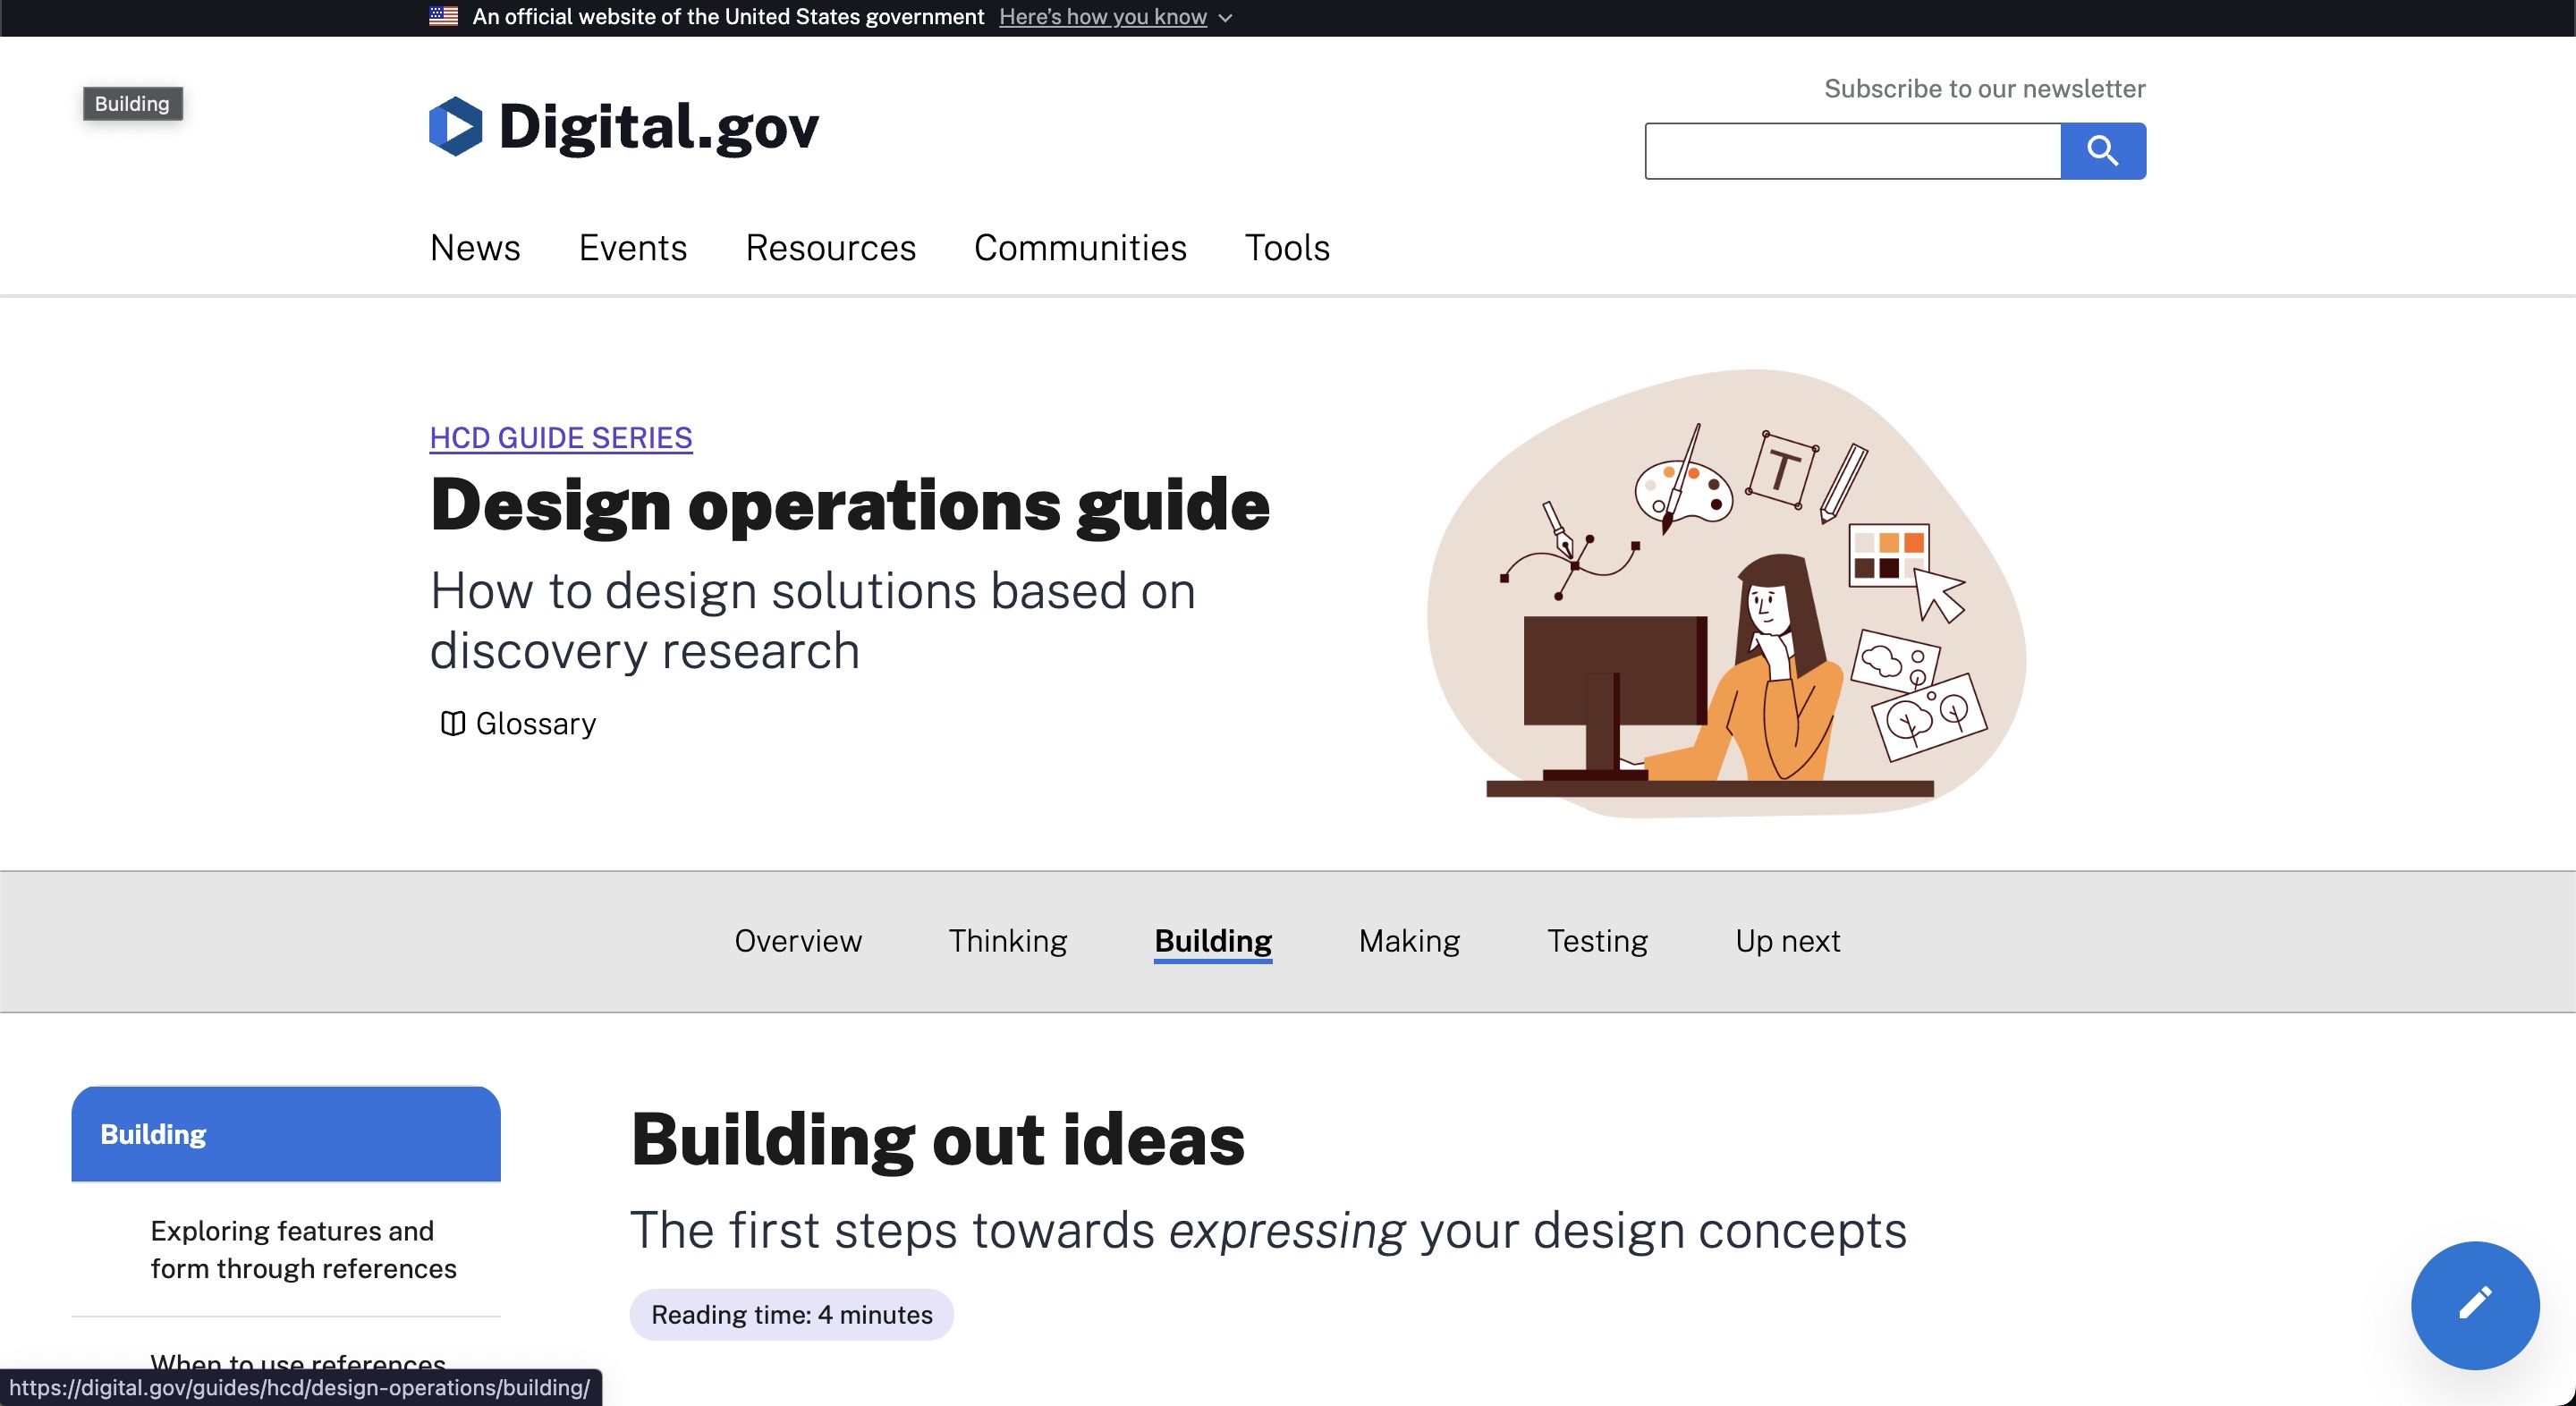 An official website of the United States government Here’s how you know
Building
Digital.gov
Subscribe to our newsletter
News Events Resources Communities Tools
HCD GUIDE SERIES
Design operations guide
How to design solutions based on
discovery research
Glossary
T
Overview Thinking Building Making Testing Up next
Building
Exploring features and
form through references
When to use references
Building out ideas
The first steps towards expressing your design concepts
Reading time: 4 minutes
https://digital.gov/guides/hcd/design-operations/building/